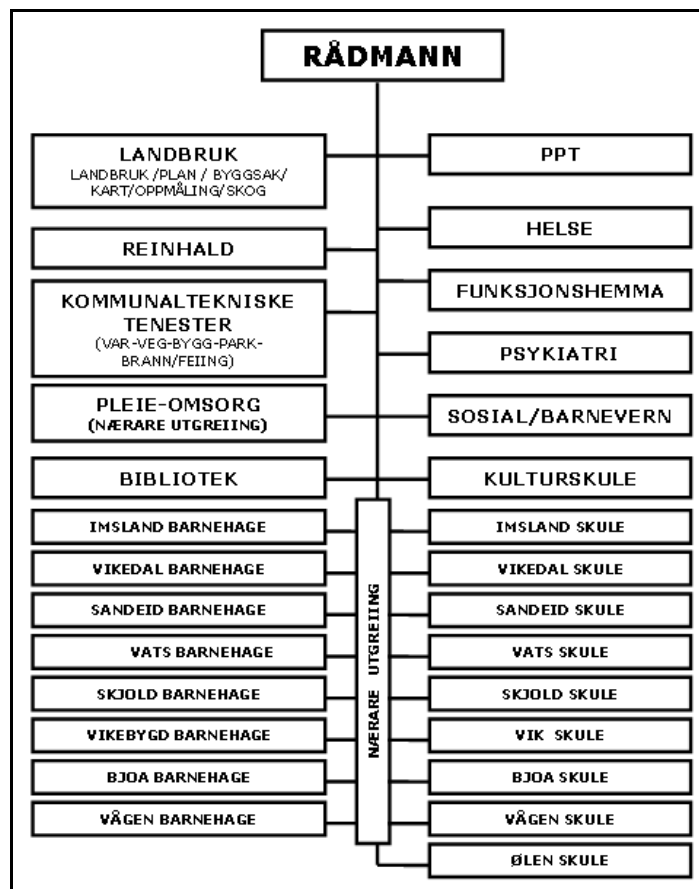 RÅDMANN
LANDBRUK
LANDBRUK /PLAN / BYGGSAK/
KART/OPPMÅLING/SKOG
PPT
REINHALD
HELSE
KOMMUNALTEKNISKE
TENESTER
(VAR-VEG-BYGG-PARK-
BRANN/FEIING)
FUNKSJONSHEMMA
PSYKIATRI
PLEIE-OMSORG
(NÆRARE UTGREIING)
SOSIAL/BARNEVERN
BIBLIOTEK
KULTURSKULE
NÆRARE UTGREIING
IMSLAND BARNEHAGE
IMSLAND SKULE
VIKEDAL BARNEHAGE
VIKEDAL SKULE
SANDEID BARNEHAGE
SANDEID SKULE
VATS BARNEHAGE
VATS SKULE
SKJOLD BARNEHAGE
SKJOLD SKULE
VIKEBYGD BARNEHAGE
VIK SKULE
BJOA BARNEHAGE
BJOA SKULE
VÅGEN BARNEHAGE
VÅGEN SKULE
ØLEN SKULE